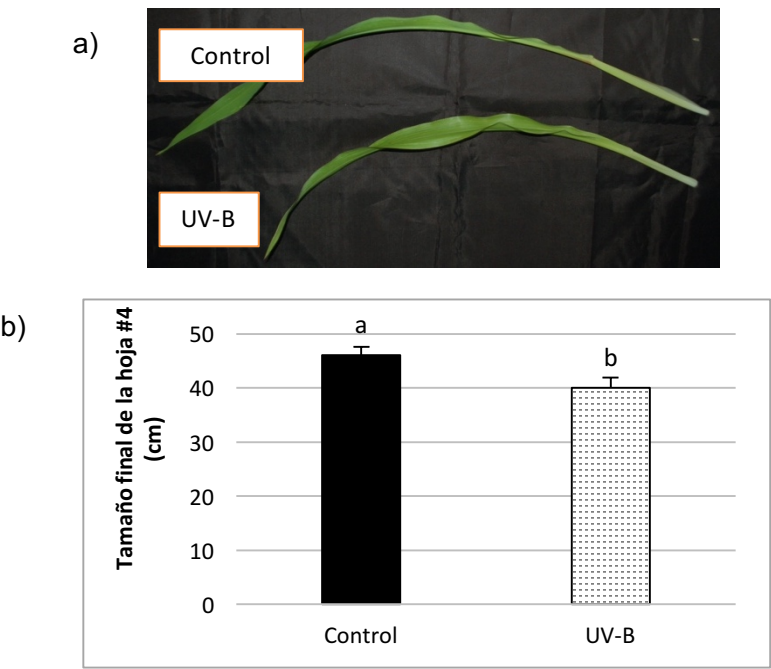 a)
Control
UV-B
b)
Tamaño final de la hoja #4
(cm)
50
40
30
20
10
0
a
b
Control
UV-B